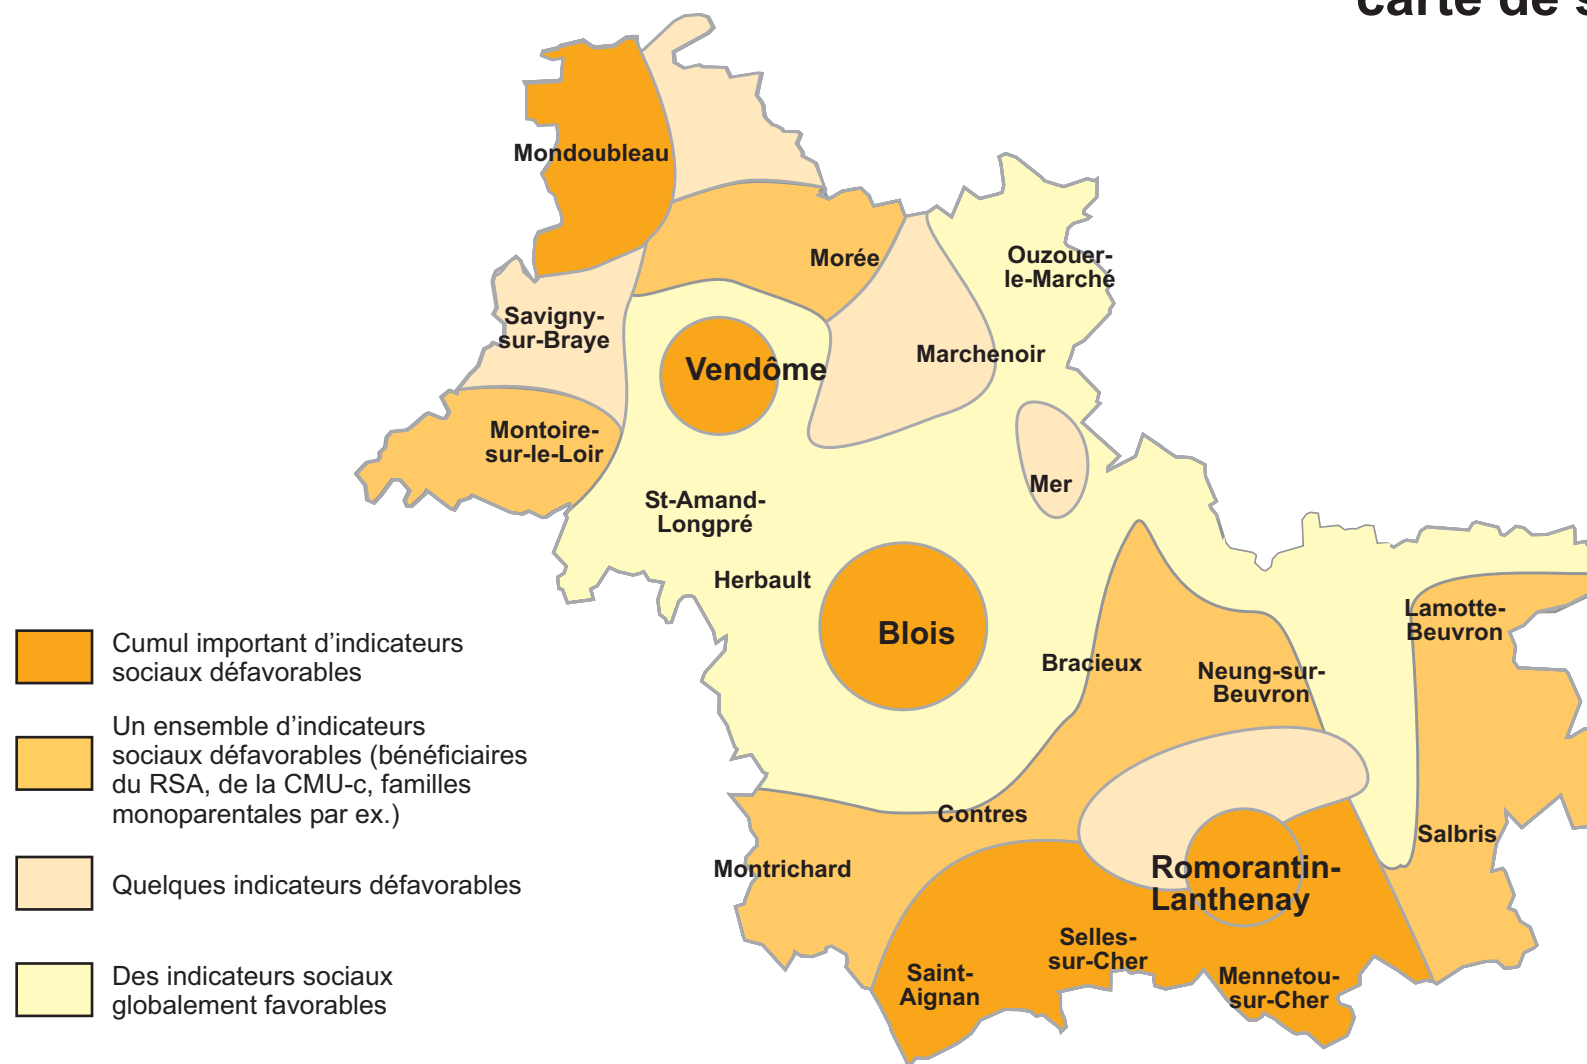 carte de s
Mondoubleau
Morée
Ouzouer-
le-Marché
Savigny-
sur-Braye
Marchenoir
Vendôme
Montoire-
sur-le-Loir
Mer
St-Amand-
Longpré
Herbault
Blois
Bracieux
Neung-sur-
Beuvron
Lamotte-
Beuvron
Contres
Salbris
Montrichard
Romorantin-
Lanthenay
Selles-
sur-Cher
Saint-
Aignan
Mennetou-
sur-Cher
Cumul important d’indicateurs
sociaux défavorables
Un ensemble d’indicateurs
sociaux défavorables (bénéficiaires
du RSA, de la CMU-c, familles
monoparentales par ex.)
Quelques indicateurs défavorables
Des indicateurs sociaux
globalement favorables